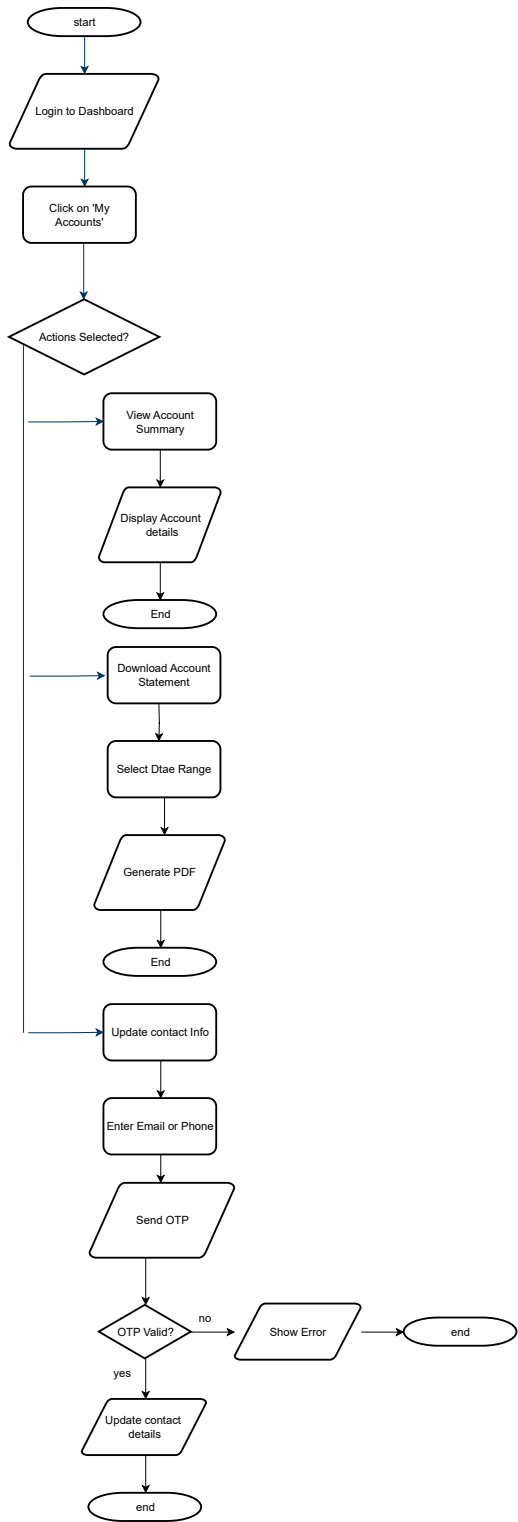 start
Login to Dashboard
Click on 'My
Accounts'
Actions Selected?
View Account
Summary
Display Account
details
End
Download Account
Statement
Select Dtae Range
Generate PDF
End
Update contact Info
Enter Email or Phone
Send OTP
OTP Valid?
no
Show Error
end
yes
Update contact
details
end